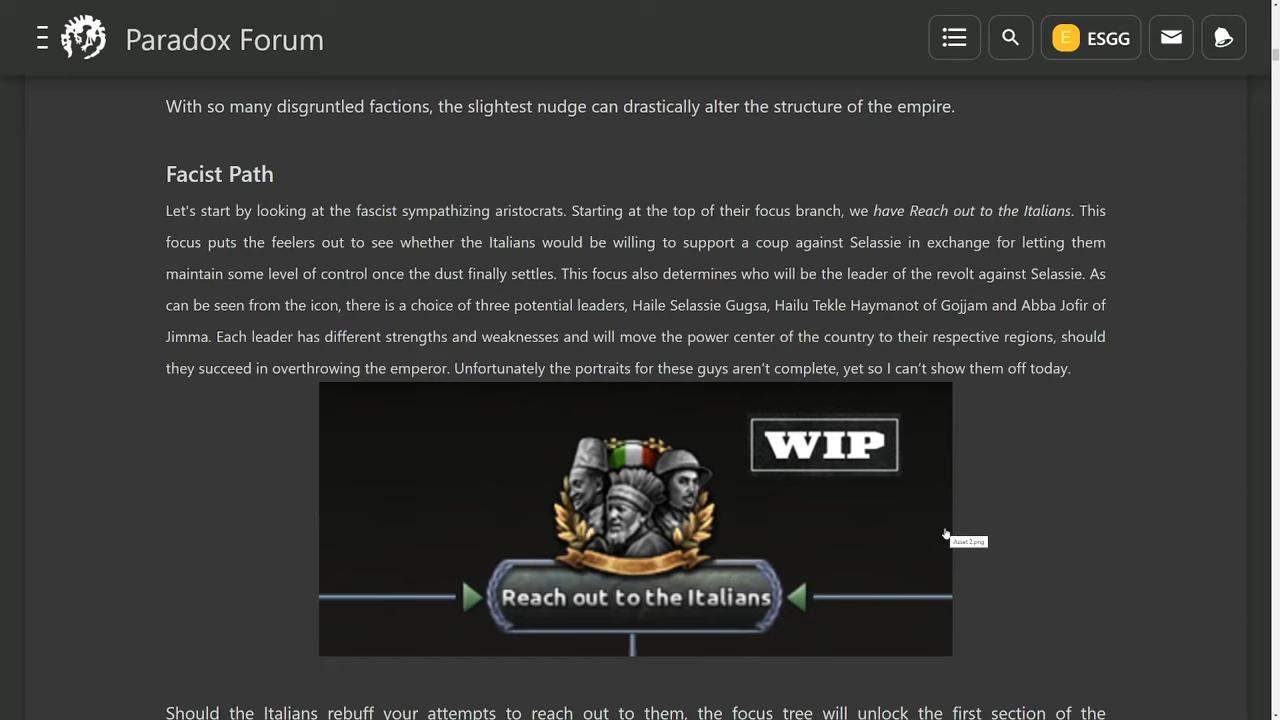 Paradox Forum
E ESGG
With so many disgruntled factions, the slightest nudge can drastically alter the structure of the empire.
Facist Path
Let's start by looking at the fascist sympathizing aristocrats. Starting at the top of their focus branch, we have Reach out to the Italians. This
focus puts the feelers out to see whether the Italians would be willing to support a coup against Selassie in exchange for letting them
maintain some level of control once the dust finally settles. This focus also determines who will be the leader of the revolt against Selassie. As
can be seen from the icon, there is a choice of three potential leaders, Haile Selassie Gugsa, Hailu Tekle Haymanot of Gojjam and Abba Jofir of
Jimma. Each leader has different strengths and weaknesses and will move the power center of the country to their respective regions, should
they succeed in overthrowing the emperor. Unfortunately the portraits for these guys aren’t complete, yet so I can’t show them off today.
WIP
Asset 2.png
Reach out to the Italians
Should the Italians rebuff your attempts to reach out to them, the focus tree will unlock the first section of the